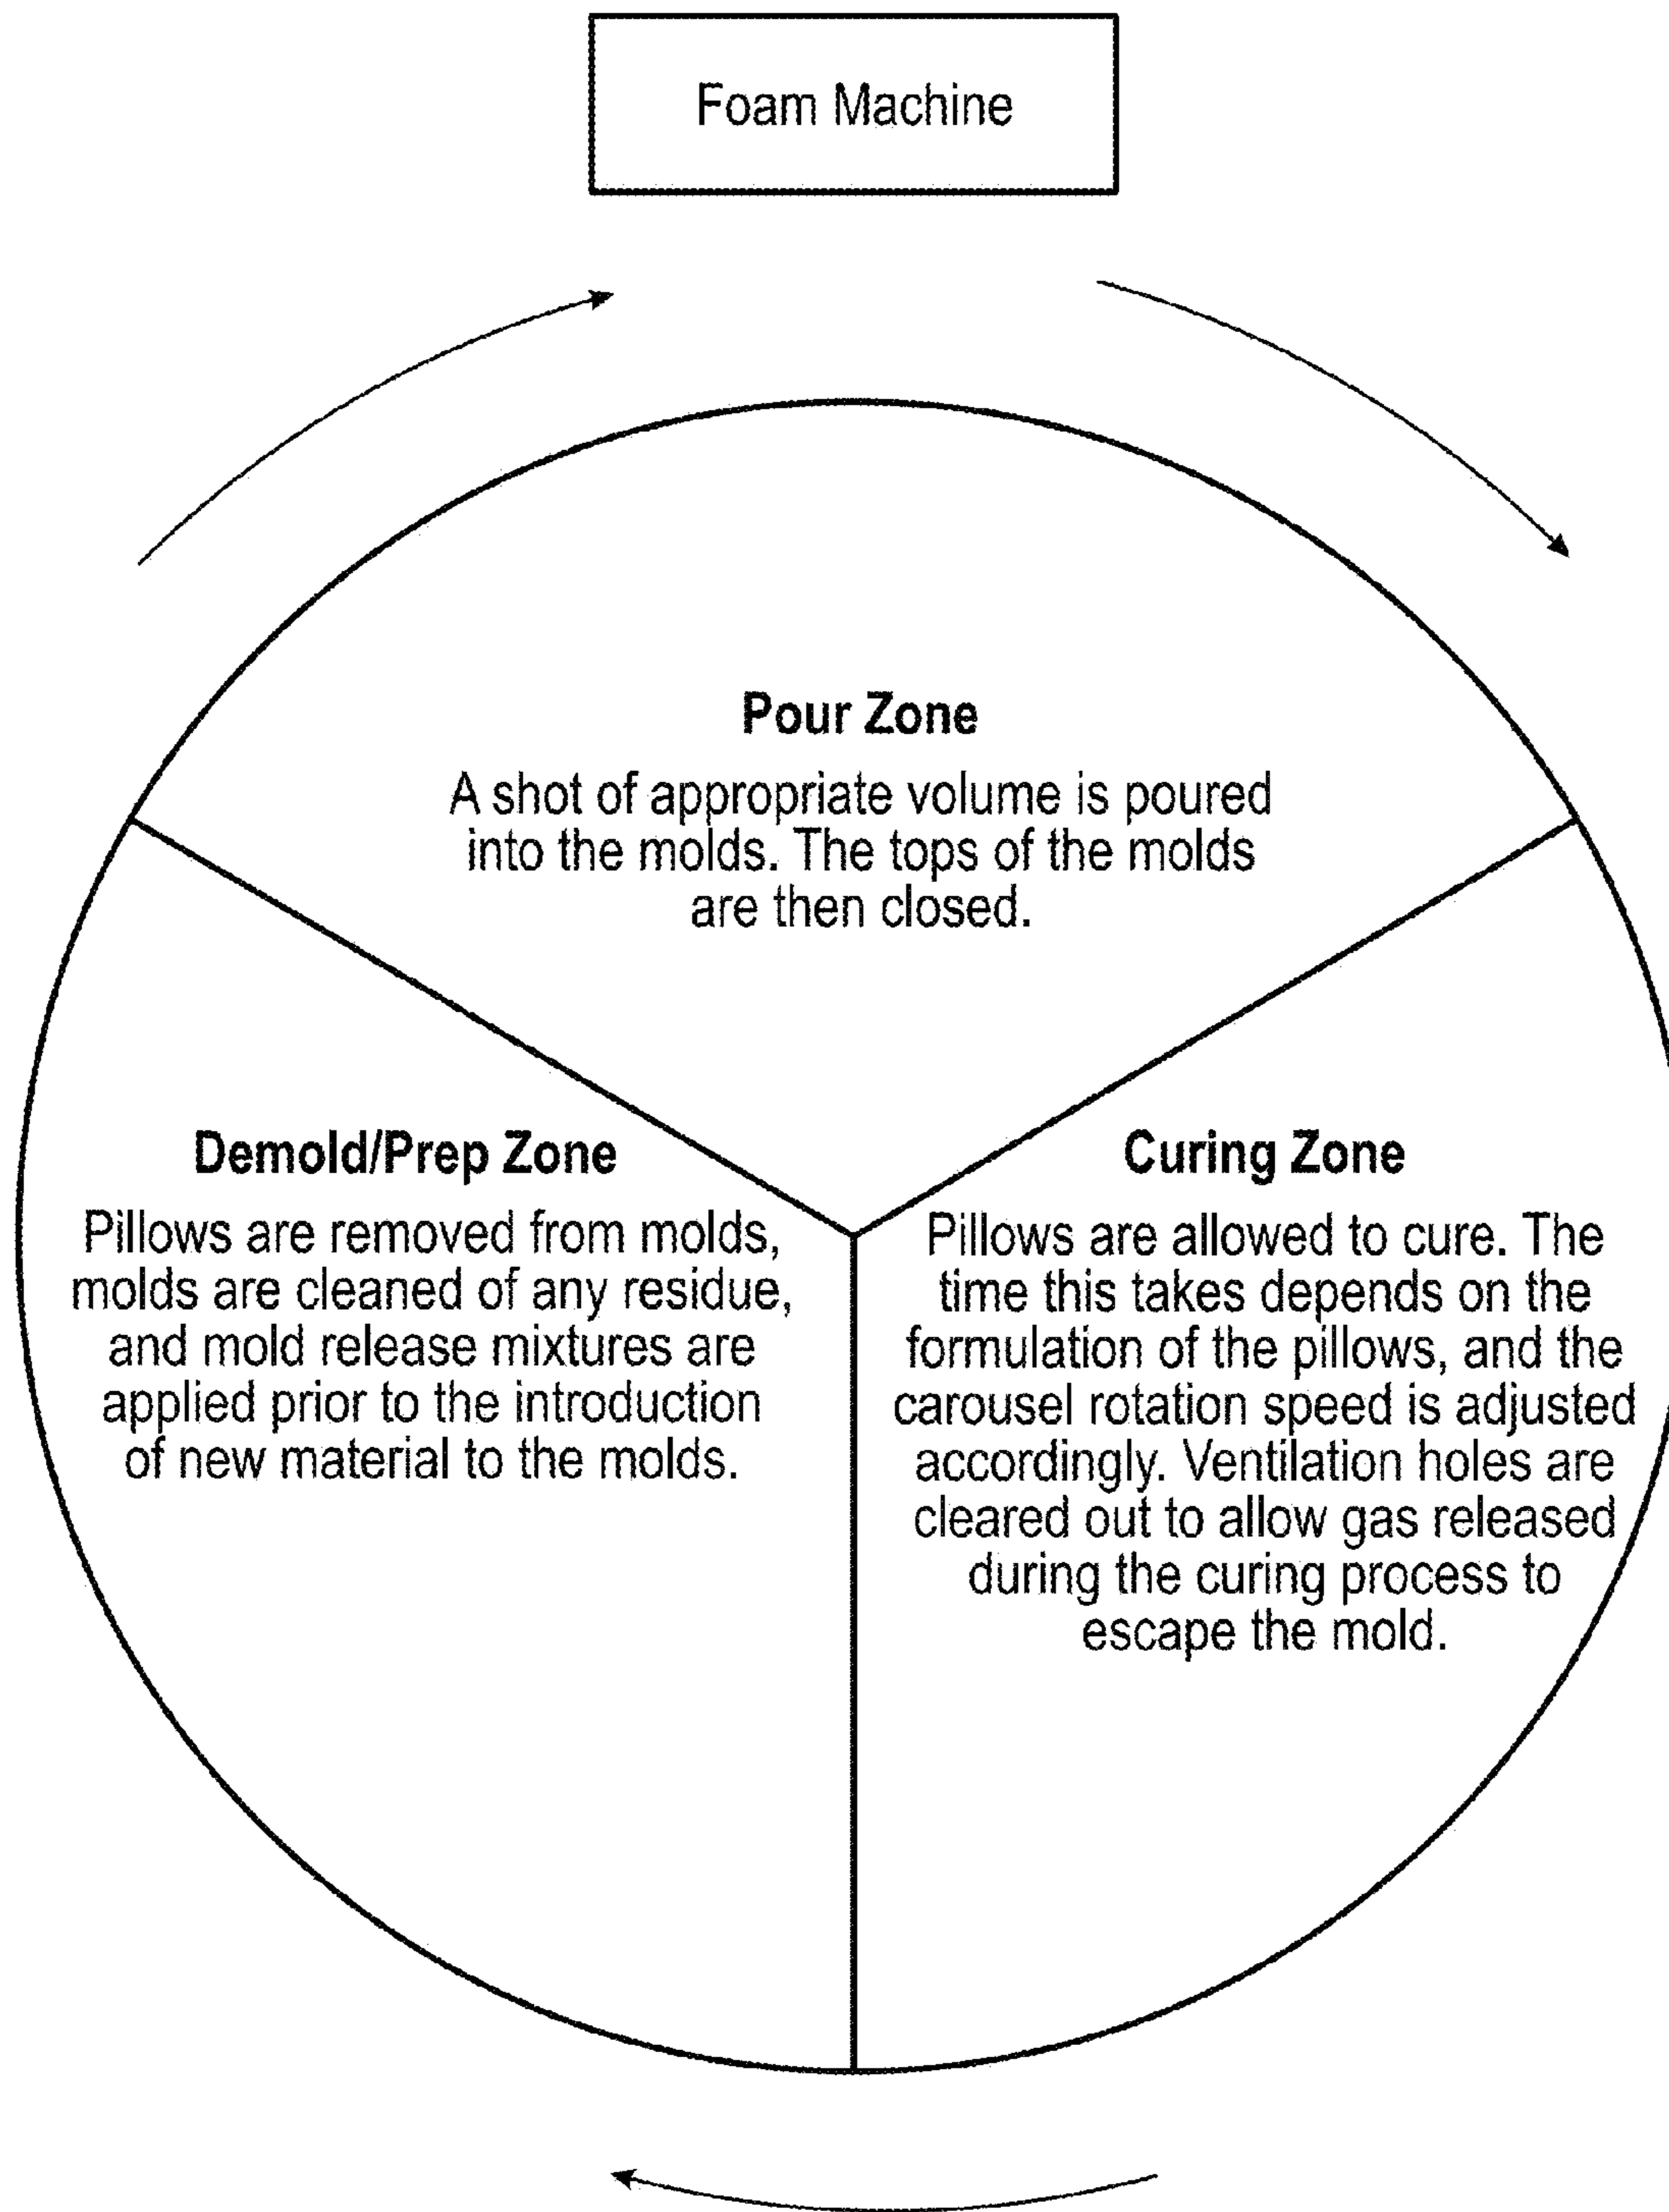 Foam Machine
Pour Zone
A shot of appropriate volume is poured
into the molds. The tops of the molds
are then closed.
Demold/Prep Zone
Pillows are removed from molds,
molds are cleaned of any residue,
and mold release mixtures are
applied prior to the introduction
of new material to the molds.
Curing Zone
Pillows are allowed to cure. The
time this takes depends on the
formulation of the pillows, and the
carousel rotation speed is adjusted
accordingly. Ventilation holes are
cleared out to allow gas released
during the curing process to
escape the mold.